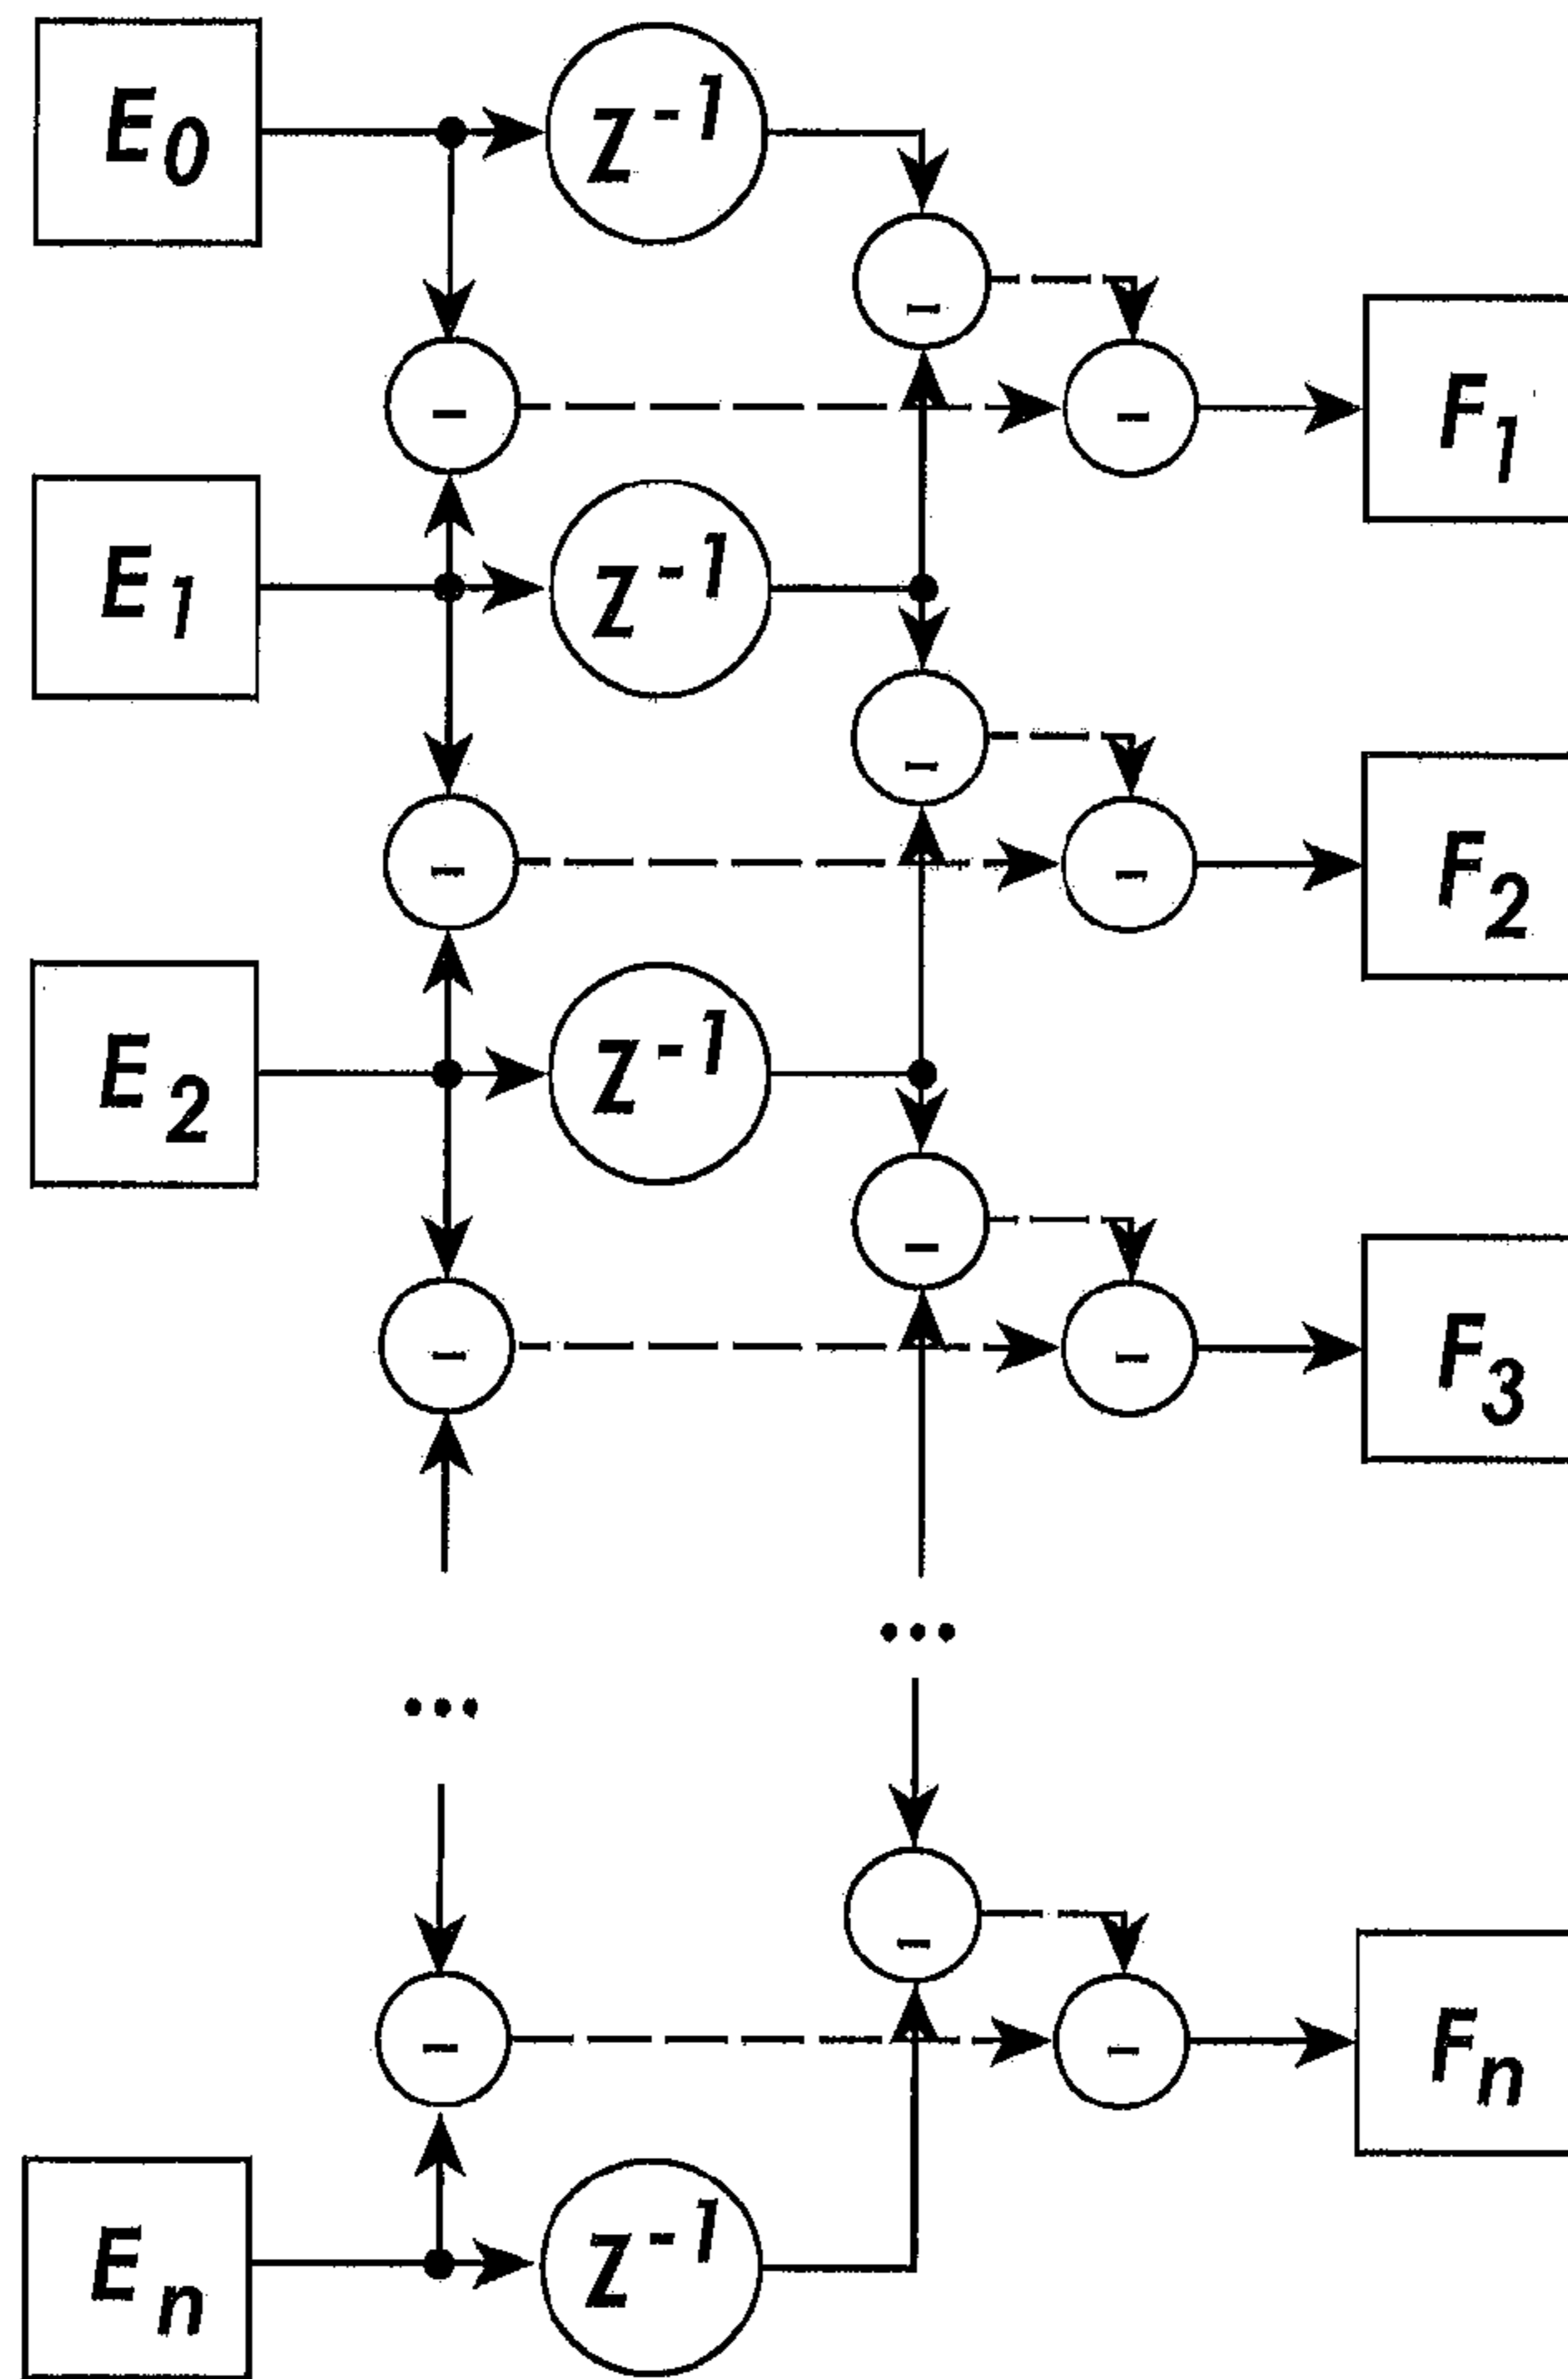 E₀
Z⁻¹
-
-
-
F₁
E₁
Z⁻¹
-
-
-
F₂
E₂
Z⁻¹
-
-
-
F₃
...
...
-
-
-
Fₙ
Eₙ
Z⁻¹